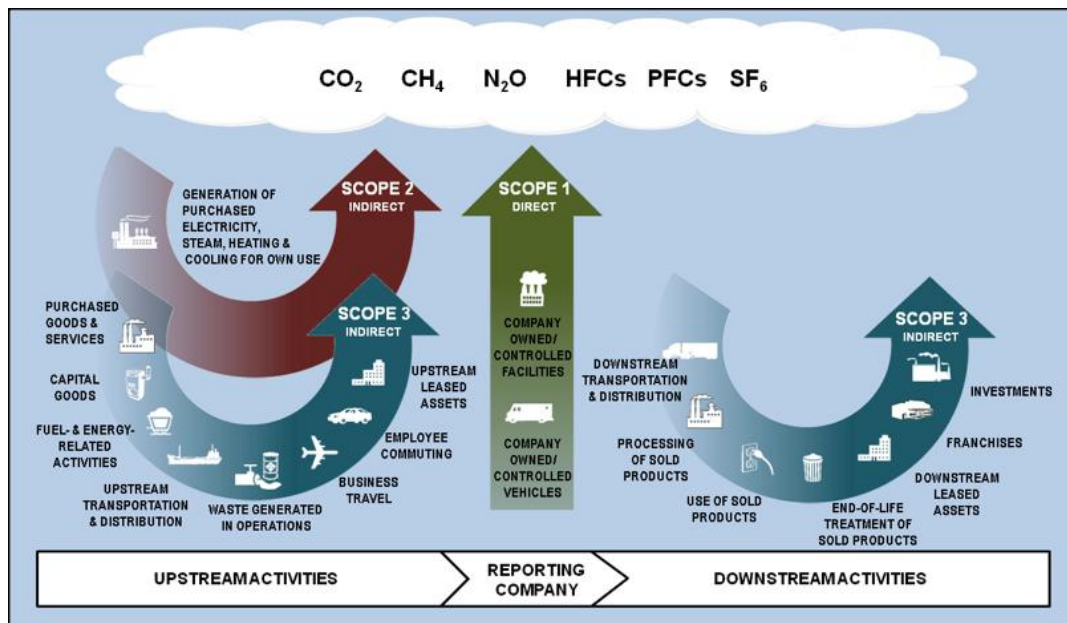 CO2 CH4 N2O HFCs PFCs SF6
SCOPE 2
INDIRECT
GENERATION OF
PURCHASED
ELECTRICITY,
STEAM, HEATING &
COOLING FOR OWN USE
SCOPE 1
DIRECT
COMPANY
OWNED/
CONTROLLED
FACILITIES
COMPANY
OWNED/
CONTROLLED
VEHICLES
SCOPE 3
INDIRECT
PURCHASED
GOODS &
SERVICES
CAPITAL
GOODS
FUEL- & ENERGY-
RELATED
ACTIVITIES
UPSTREAM
TRANSPORTATION
& DISTRIBUTION
WASTE GENERATED
IN OPERATIONS
BUSINESS
TRAVEL
EMPLOYEE
COMMUTING
UPSTREAM
LEASED
ASSETS
SCOPE 3
INDIRECT
DOWNSTREAM
TRANSPORTATION
& DISTRIBUTION
PROCESSING
OF SOLD
PRODUCTS
USE OF SOLD
PRODUCTS
END-OF-LIFE
TREATMENT OF
SOLD PRODUCTS
DOWNSTREAM
LEASED
ASSETS
FRANCHISES
INVESTMENTS
UPSTREAM ACTIVITIES
REPORTING
COMPANY
DOWNSTREAM ACTIVITIES